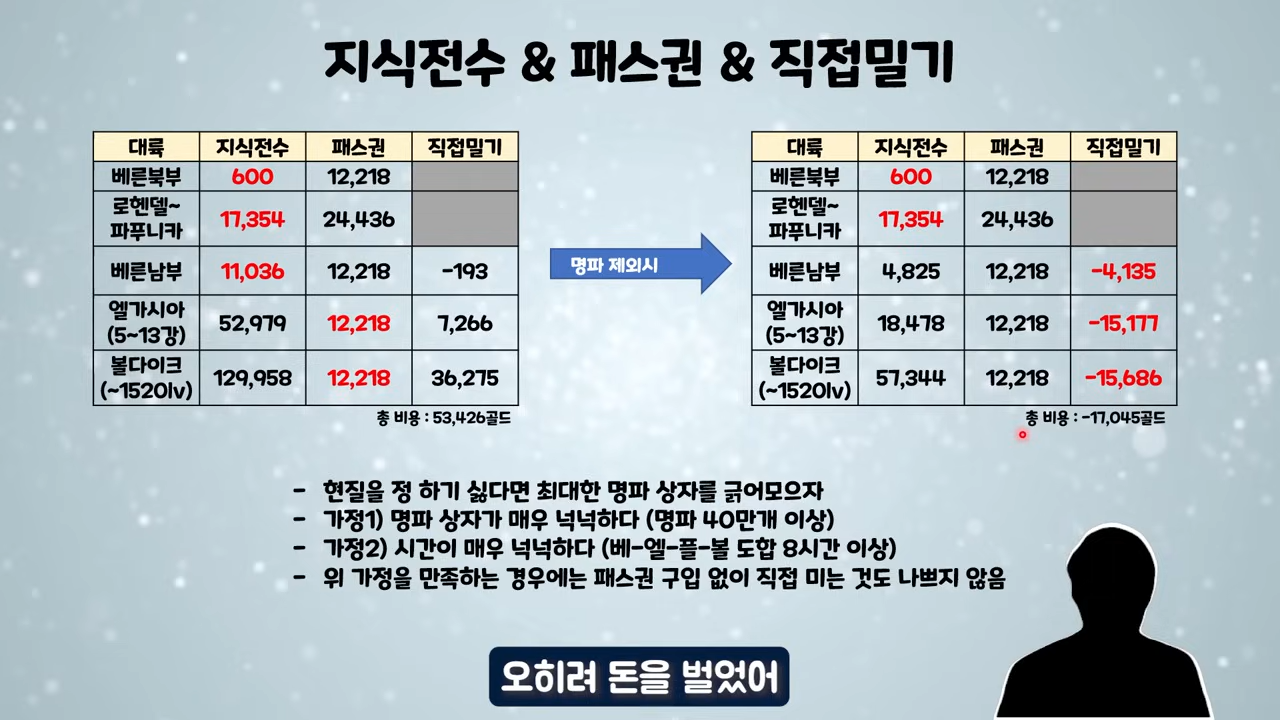 지식전수 & 패스권 & 직접밀기
대륙 지식전수 패스권 직접밀기
베른북부 600 12,218
로헨델~
파푸니카 17,354 24,436
베른남부 11,036 12,218 -193
엘가시아
(5~13강) 52,979 12,218 7,266
볼다이크
(~1520lv) 129,958 12,218 36,275
총 비용 : 53,426골드
명파 제외시
대륙 지식전수 패스권 직접밀기
베른북부 600 12,218
로헨델~
파푸니카 17,354 24,436
베른남부 4,825 12,218 -4,135
엘가시아
(5~13강) 18,478 12,218 -15,177
볼다이크
(~1520lv) 57,344 12,218 -15,686
총 비용 : -17,045골드
- 현질을 정 하기 싫다면 최대한 명파 상자를 긁어모으자
- 가정1) 명파 상자가 매우 넉넉하다 (명파 40만개 이상)
- 가정2) 시간이 매우 넉넉하다 (베-엘-플-볼 도합 8시간 이상)
- 위 가정을 만족하는 경우에는 패스권 구입 없이 직접 미는 것도 나쁘지 않음
오히려 돈을 벌었어